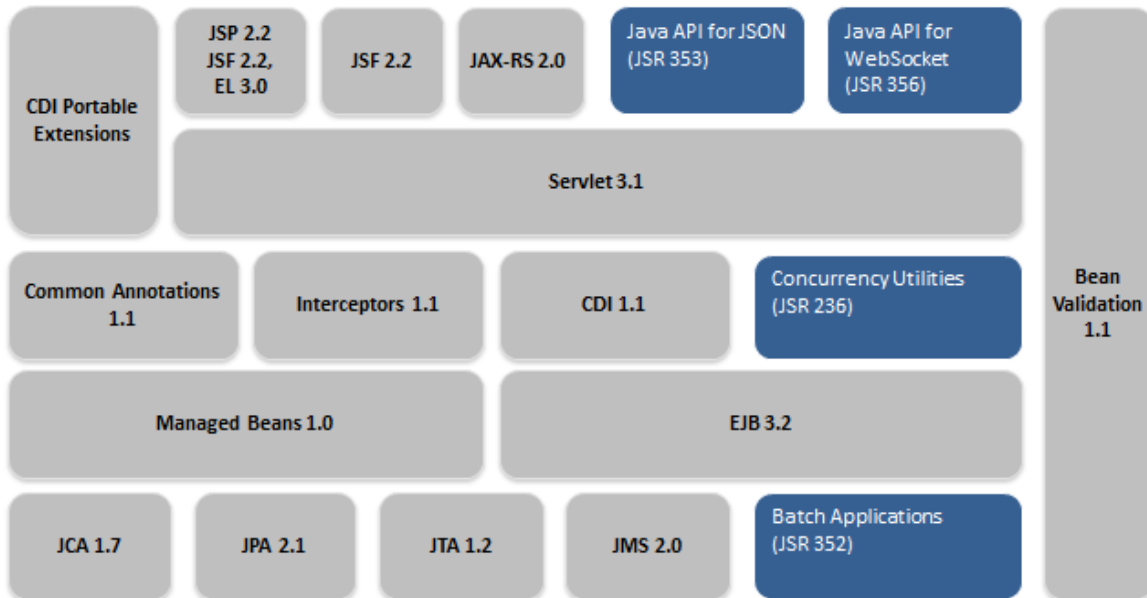 CDI Portable
Extensions
JSP 2.2
JSF 2.2,
EL 3.0
JSF 2.2
JAX-RS 2.0
Java API for JSON
(JSR 353)
Java API for
WebSocket
(JSR 356)
Servlet 3.1
Common Annotations
1.1
Interceptors 1.1
CDI 1.1
Concurrency Utilities
(JSR 236)
Bean
Validation
1.1
Managed Beans 1.0
EJB 3.2
JCA 1.7
JPA 2.1
JTA 1.2
JMS 2.0
Batch Applications
(JSR 352)